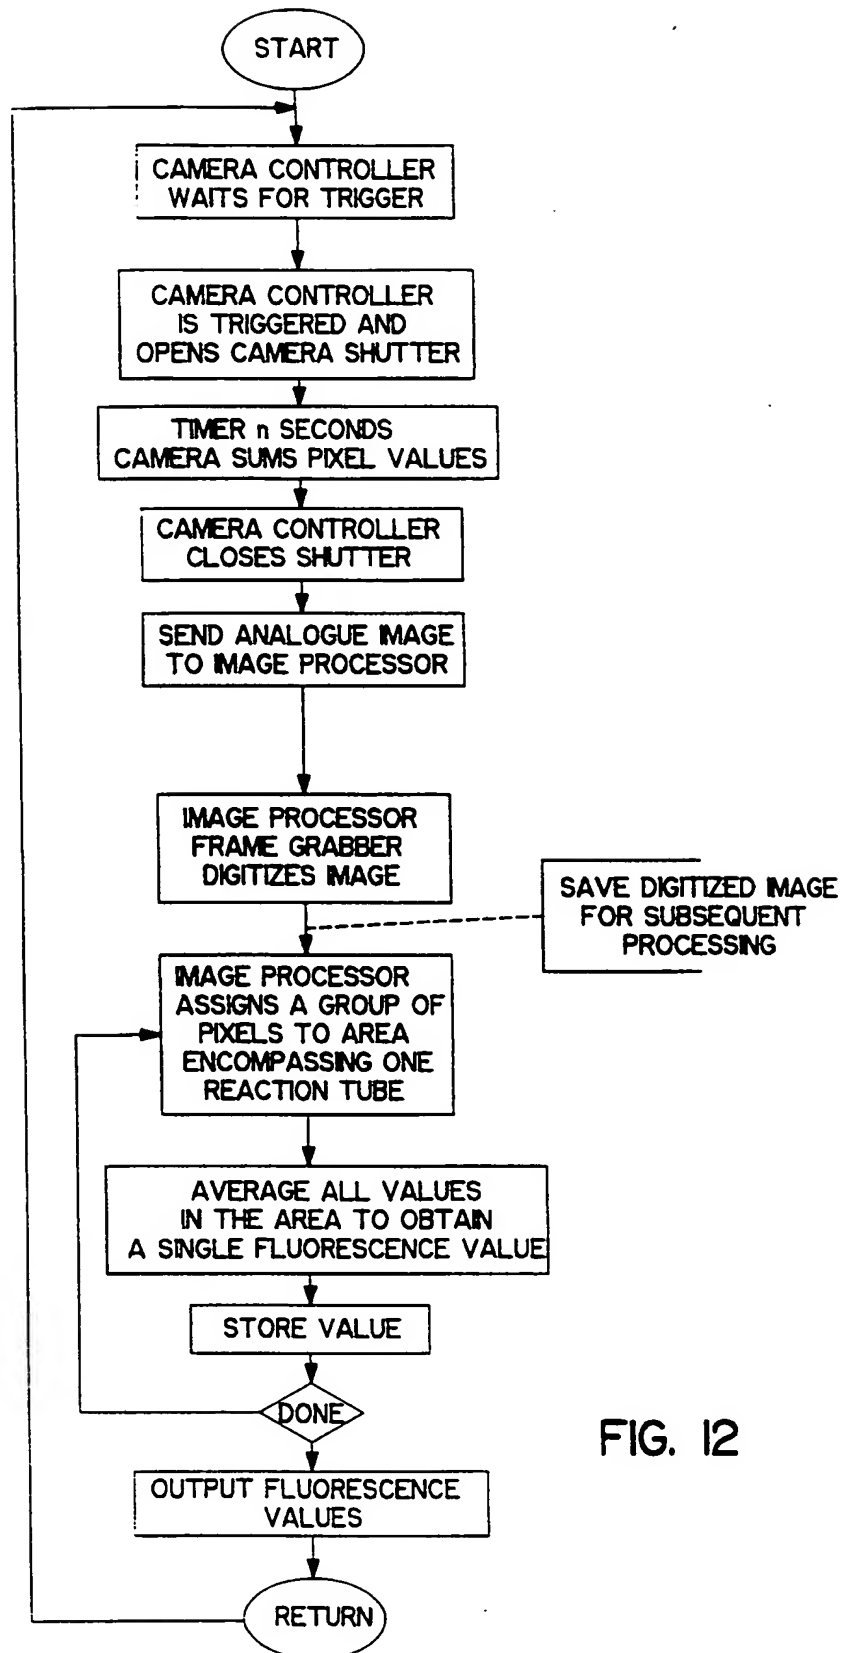 START
CAMERA CONTROLLER
WAITS FOR TRIGGER
CAMERA CONTROLLER
IS TRIGGERED AND
OPENS CAMERA SHUTTER
TIMER n SECONDS
CAMERA SUMS PIXEL VALUES
CAMERA CONTROLLER
CLOSES SHUTTER
SEND ANALOGUE IMAGE
TO IMAGE PROCESSOR
IMAGE PROCESSOR
FRAME GRABBER
DIGITIZES IMAGE
SAVE DIGITIZED IMAGE
FOR SUBSEQUENT
PROCESSING
IMAGE PROCESSOR
ASSIGNS A GROUP OF
PIXELS TO AREA
ENCOMPASSING ONE
REACTION TUBE
AVERAGE ALL VALUES
IN THE AREA TO OBTAIN
A SINGLE FLUORESCENCE VALUE
STORE VALUE
DONE
OUTPUT FLUORESCENCE
VALUES
RETURN
FIG. 12